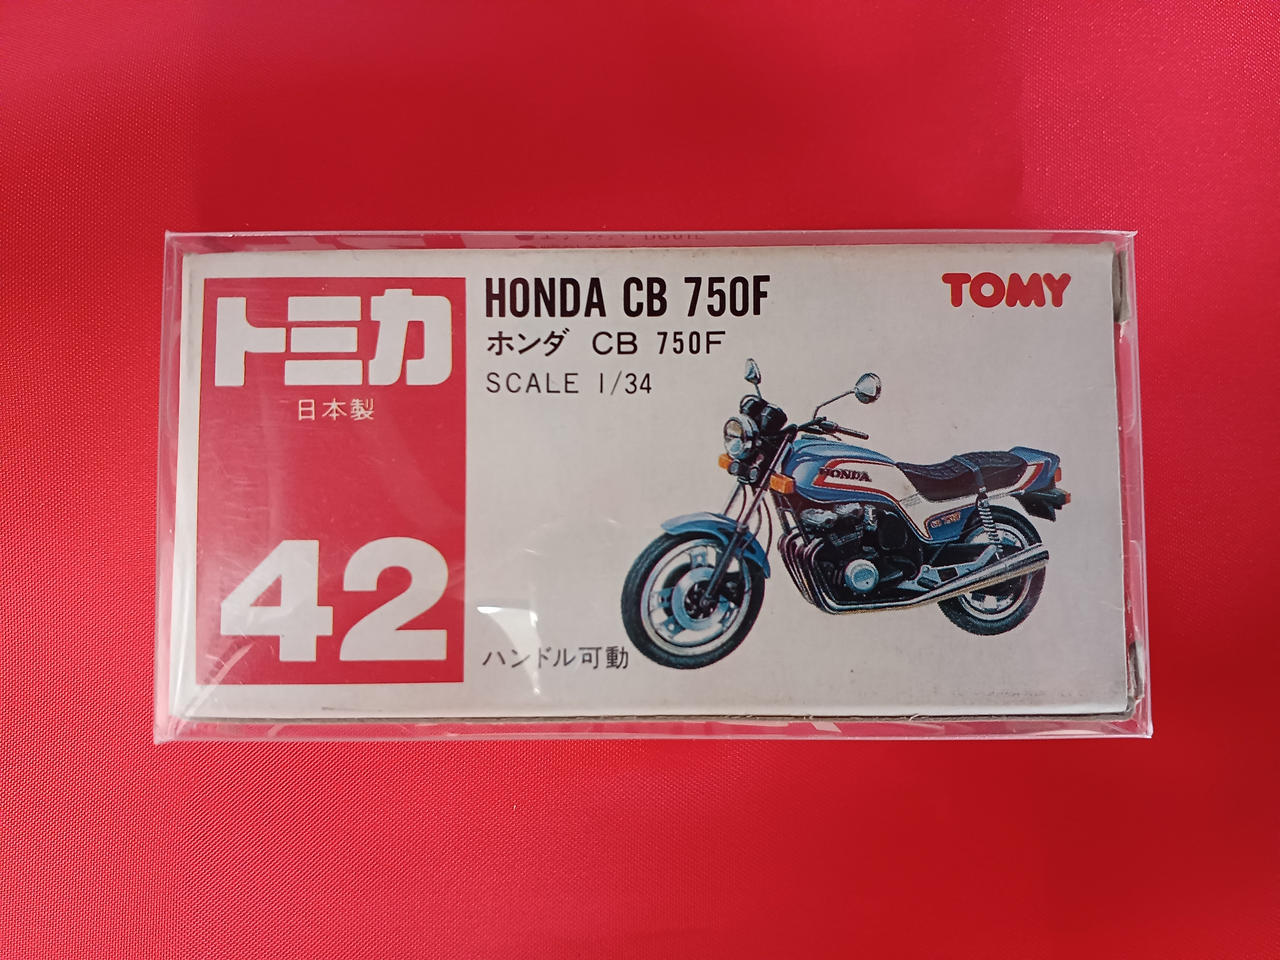 トミカ
日本製
42
HONDA CB 750F
ホンダ CB 750F
SCALE 1/34
TOMY
HONDA
ハンドル可動